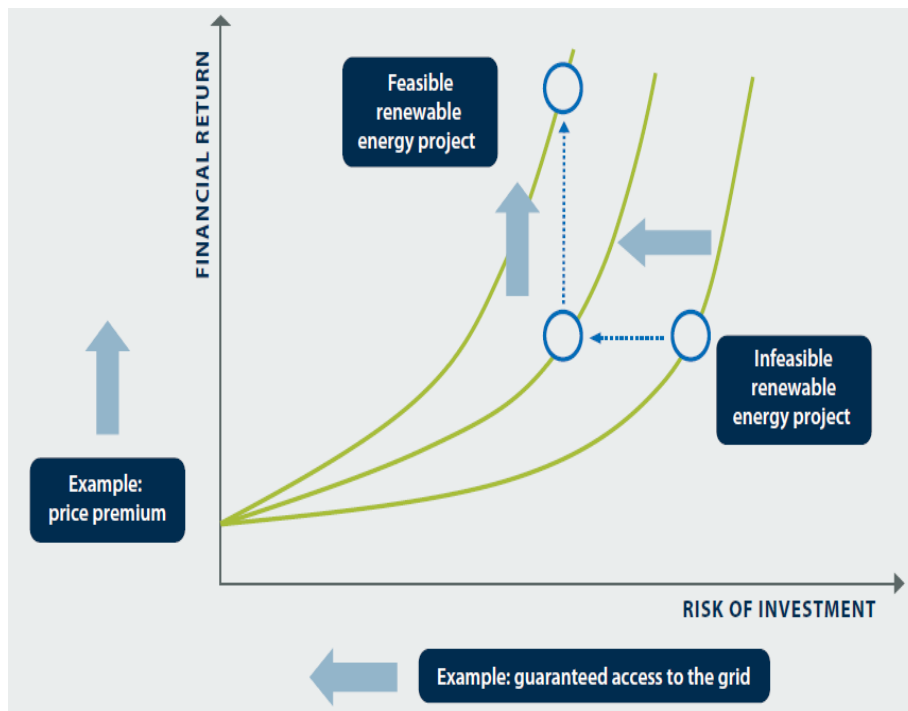 FINANCIAL RETURN
Feasible
renewable
energy project
Infeasible
renewable
energy project
Example:
price premium
RISK OF INVESTMENT
Example: guaranteed access to the grid